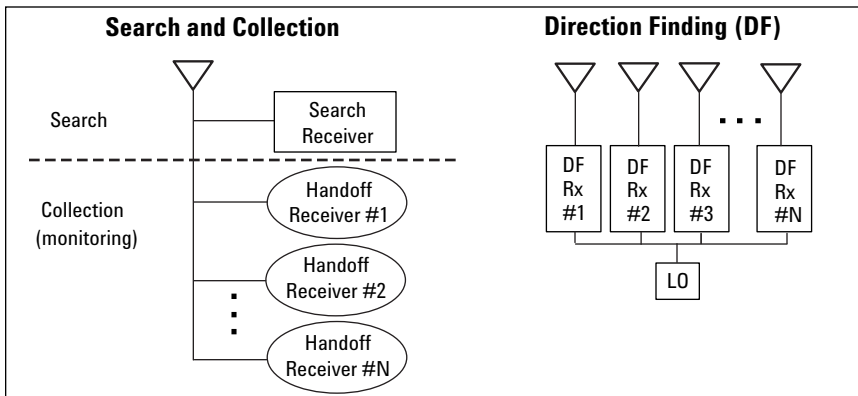 Search and Collection
Search
Search
Receiver
Collection
(monitoring)
Handoff
Receiver #1
Handoff
Receiver #2
Handoff
Receiver #N
Direction Finding (DF)
DF
Rx
#1
DF
Rx
#2
DF
Rx
#3
DF
Rx
#N
LO